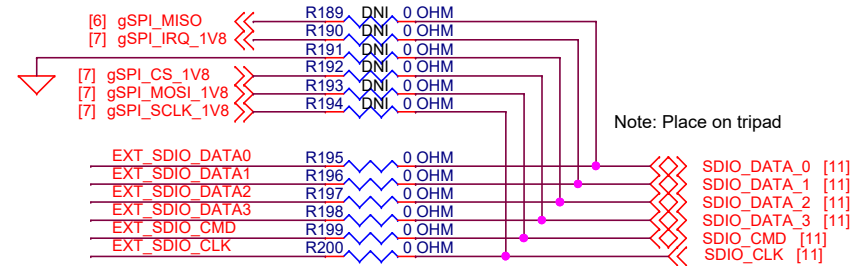 [6] gSPI_MISO R189 DNI 0 OHM
[7] gSPI_IRQ_1V8 R190 DNI 0 OHM
R191 DNI 0 OHM
[7] gSPI_CS_1V8 R192 DNI 0 OHM
[7] gSPI_MOSI_1V8 R193 DNI 0 OHM
[7] gSPI_SCLK_1V8 R194 DNI 0 OHM
Note: Place on tripad
EXT_SDIO_DATA0 R195 0 OHM SDIO_DATA_0 [11]
EXT_SDIO_DATA1 R196 0 OHM SDIO_DATA_1 [11]
EXT_SDIO_DATA2 R197 0 OHM SDIO_DATA_2 [11]
EXT_SDIO_DATA3 R198 0 OHM SDIO_DATA_3 [11]
EXT_SDIO_CMD R199 0 OHM SDIO_CMD [11]
EXT_SDIO_CLK R200 0 OHM SDIO_CLK [11]